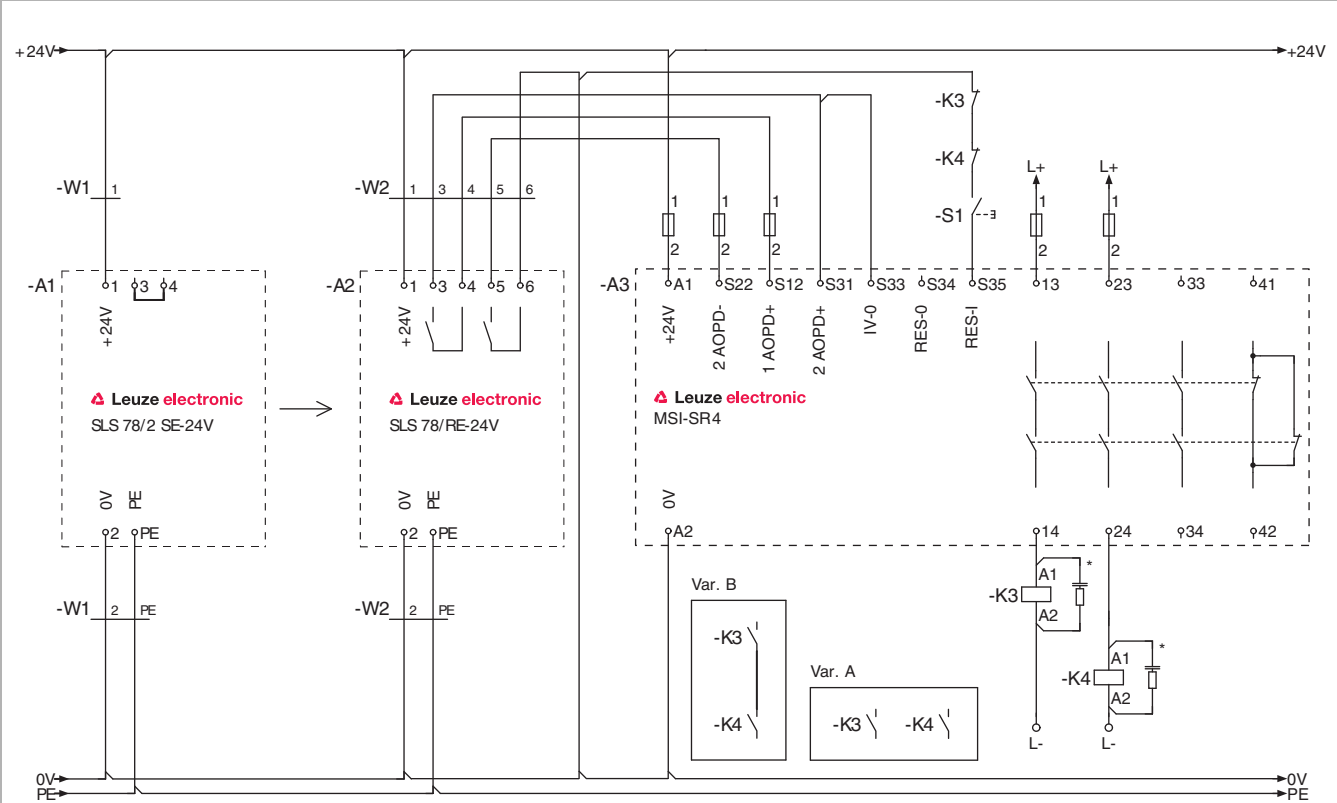 +24V +24V
-K3
-K4 L+ L+
-W1 1 -W2 1 3 4 5 6
1 1 1 -S1 1 1
2 2 2 2 2
-A1 1 3 4 -A2 1 3 4 5 6 -A3 A1 S22 S12 S31 S33 S34 S35 13 23 33 41
+24V +24V +24V 2 AOPD- 1 AOPD+ 2 AOPD+ IV-0 RES-0 RES-I
Leuze electronic Leuze electronic Leuze electronic
SLS 78/2 SE-24V SLS 78/RE-24V MSI-SR4
0V PE 0V PE 0V
2 PE 2 PE A2 14 24 34 42
Var. B A1 *
-K3
-W1 2 PE -W2 2 PE A2
-K3 A1 *
Var. A -K4
A2
-K4 -K3 -K4
L- L-
0V 0V
PE PE